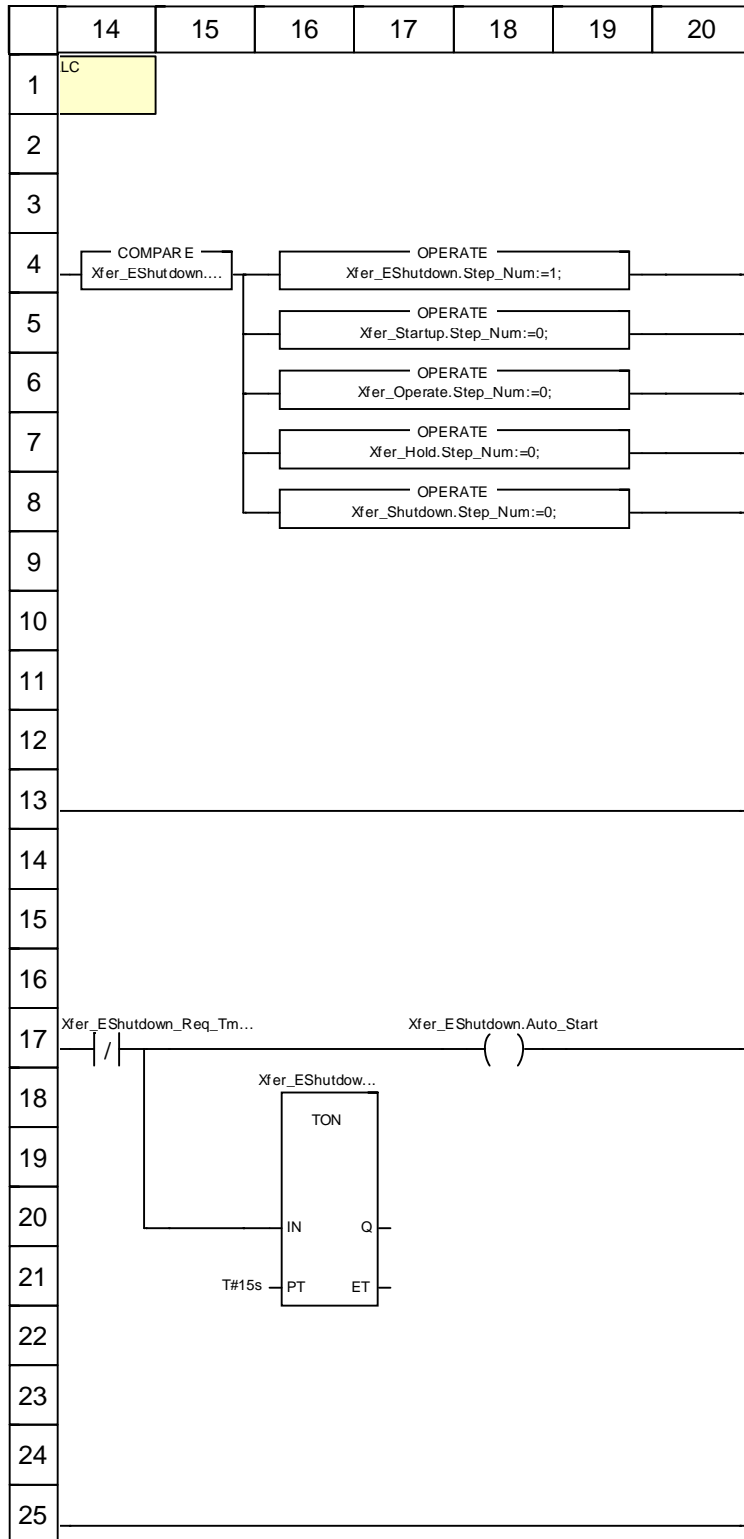 14 15 16 17 18 19 20
1 LC
2
3
COMPARE OPERATE
4 Xfer_EShutdown.... Xfer_EShutdown.Step_Num:=1;
OPERATE
5 Xfer_Startup.Step_Num:=0;
OPERATE
6 Xfer_Operate.Step_Num:=0;
OPERATE
7 Xfer_Hold.Step_Num:=0;
OPERATE
8 Xfer_Shutdown.Step_Num:=0;
9
10
11
12
13
14
15
16
Xfer_EShutdown_Req_Tm... Xfer_EShutdown.Auto_Start
17 /
Xfer_EShutdow...
18 TON
19
20 IN Q
21 T#15s PT ET
22
23
24
25